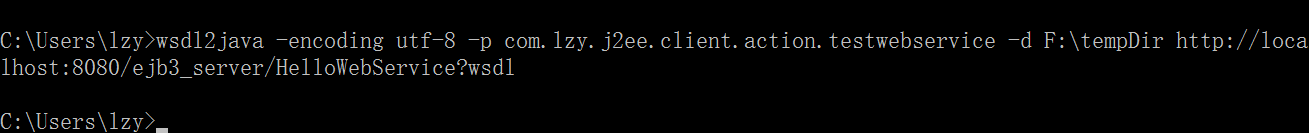 C:\Users\lzy>wsdl2java -encoding utf-8 -p com.lzy.j2ee.client.action.testwebservice -d F:\tempDir http://loca
lhost:8080/ejb3_server/HelloWebService?wsdl
C:\Users\lzy>